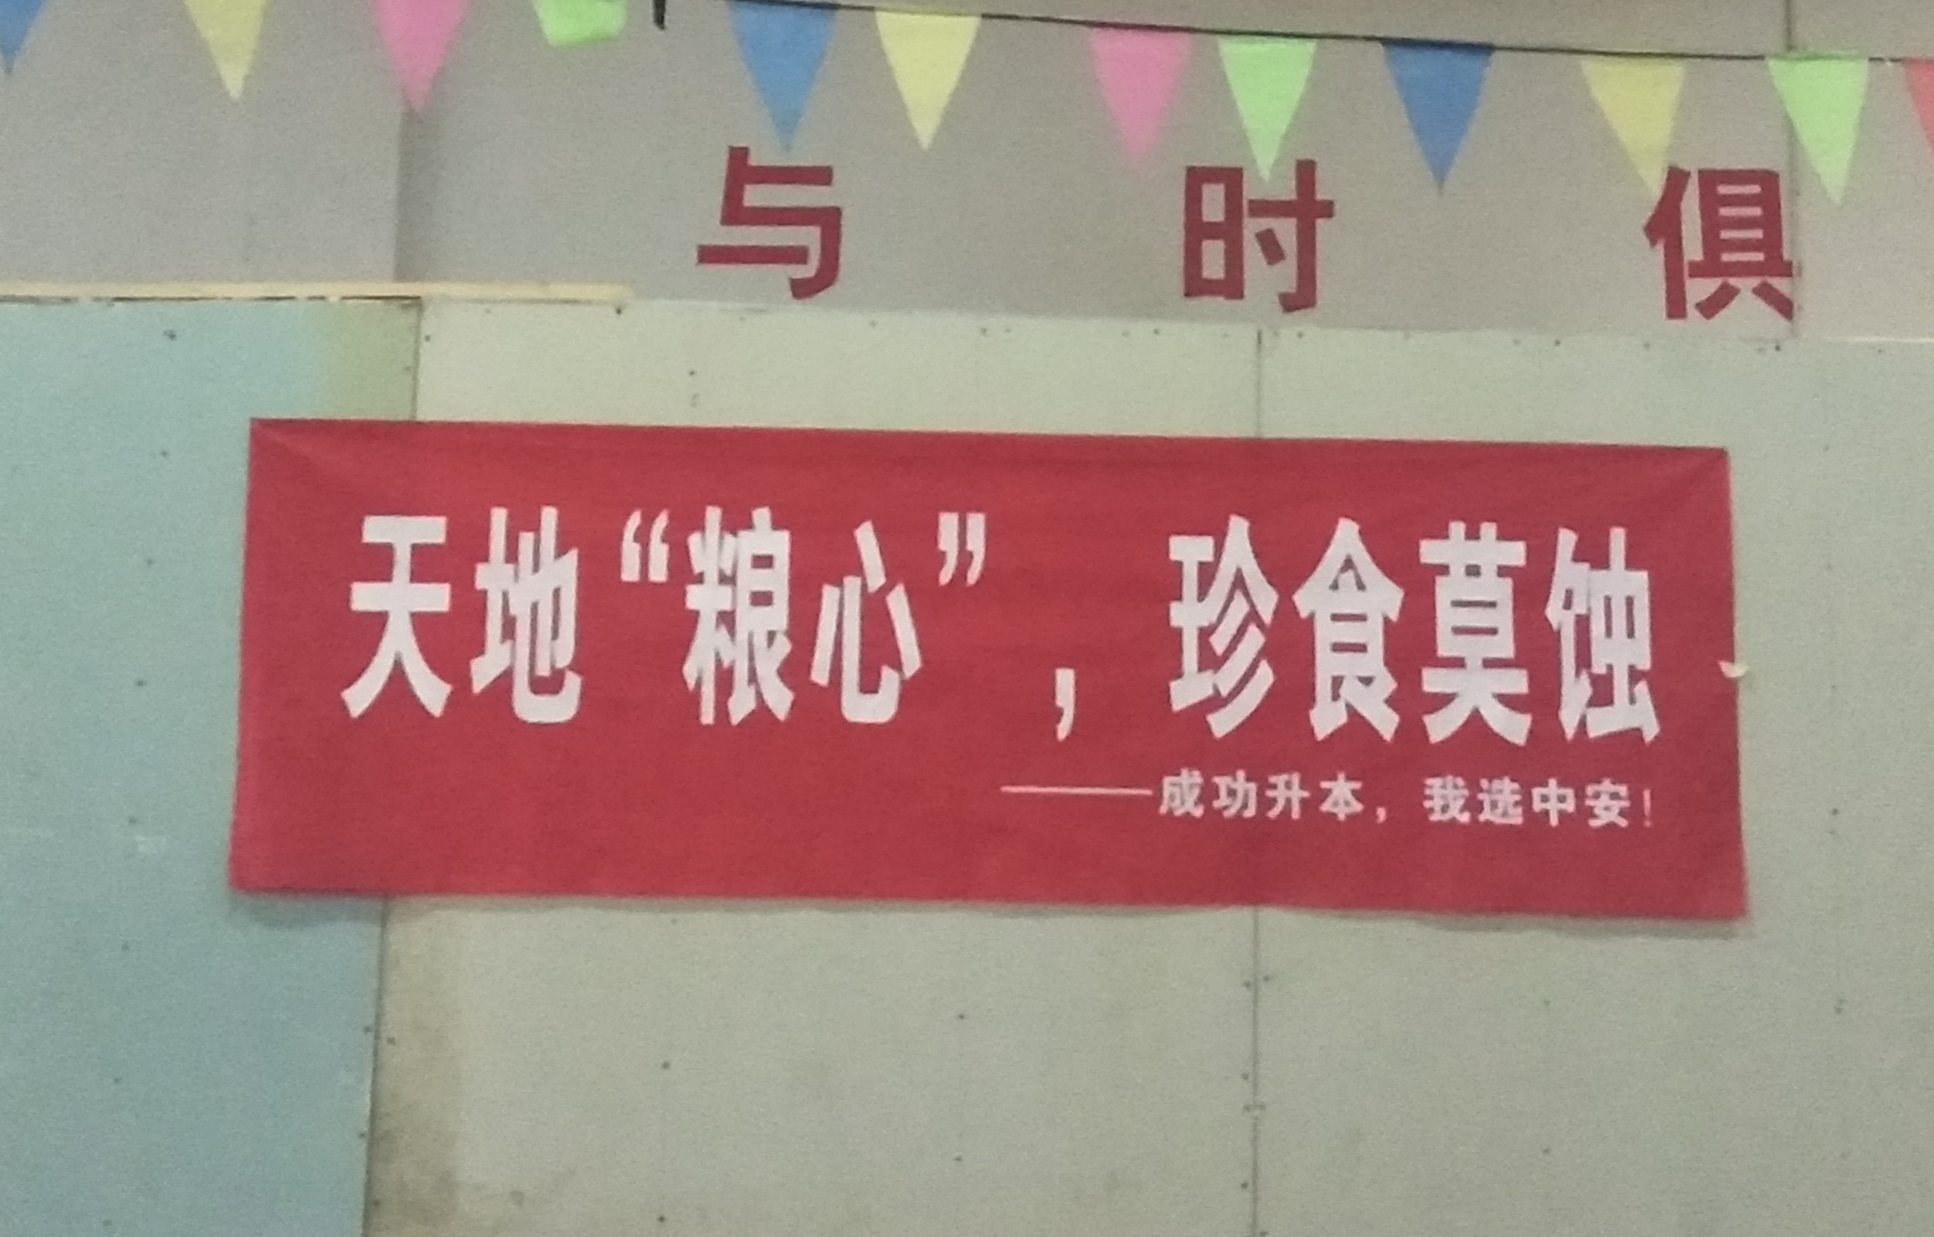 与时俱
天地“粮心”，珍食莫蚀
——成功升本，我选中安！